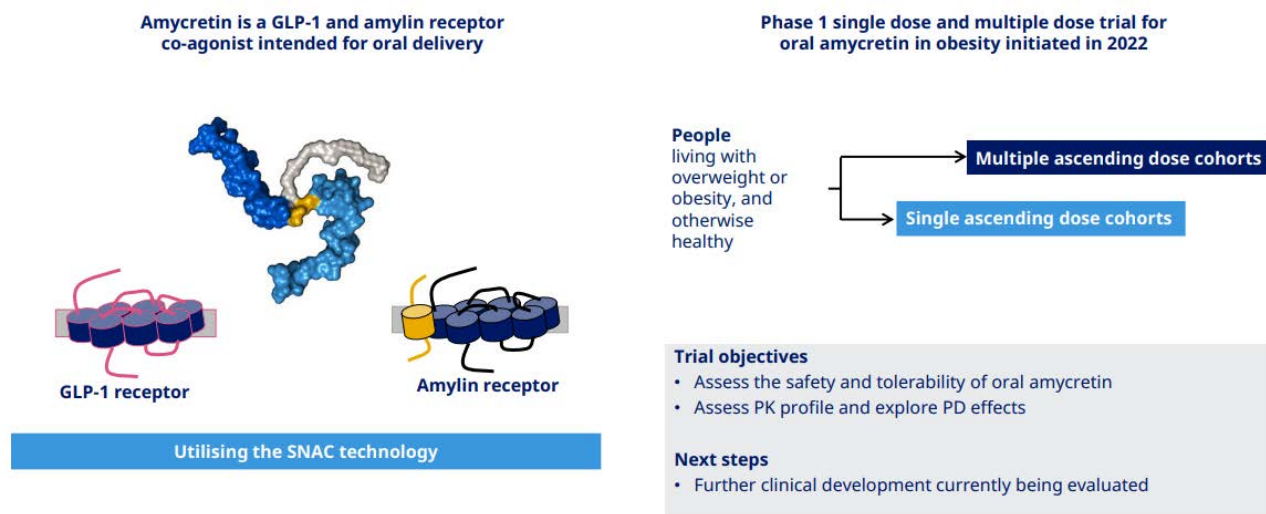 Amycretin is a GLP-1 and amylin receptor
co-agonist intended for oral delivery
GLP-1 receptor
Amylin receptor
Utilising the SNAC technology
Phase 1 single dose and multiple dose trial for
oral amycretin in obesity initiated in 2022
People
living with
overweight or
obesity, and
otherwise
healthy
Multiple ascending dose cohorts
Single ascending dose cohorts
Trial objectives
• Assess the safety and tolerability of oral amycretin
• Assess PK profile and explore PD effects
Next steps
• Further clinical development currently being evaluated